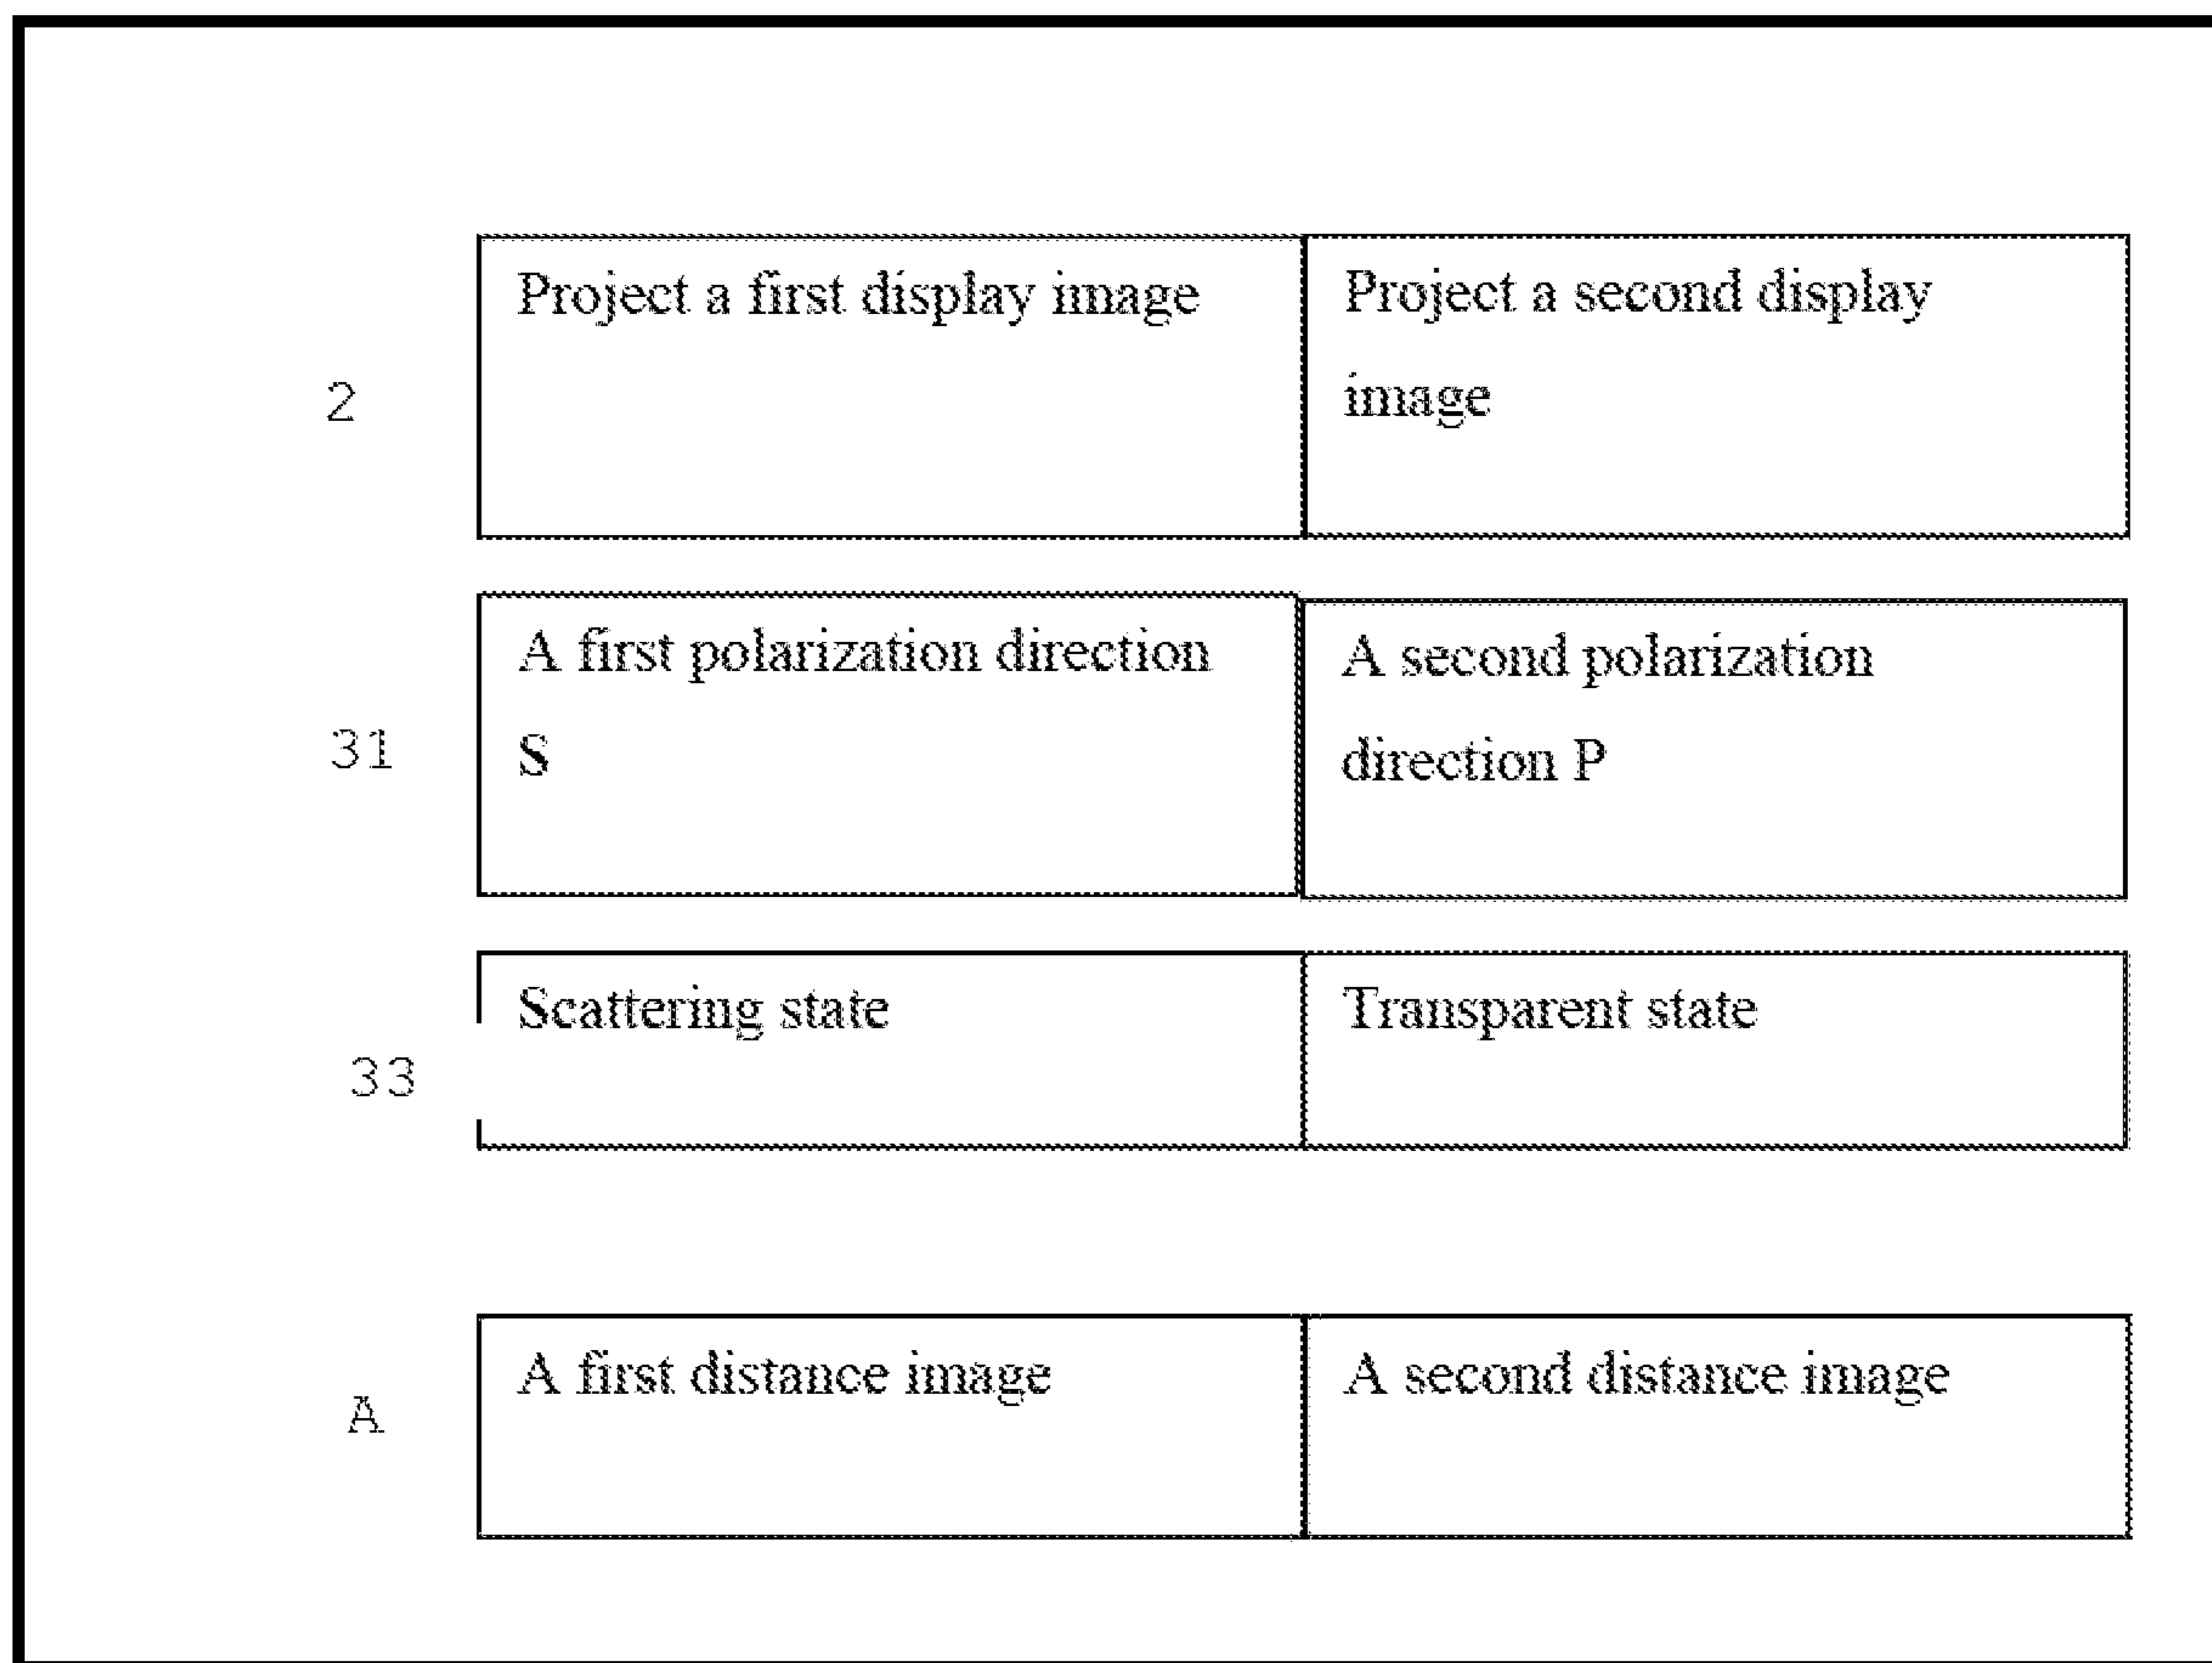 Project a first display image
Project a second display
image
2
A first polarization direction
S
A second polarization
direction P
31
Scattering state
Transparent state
33
A first distance image
A second distance image
A